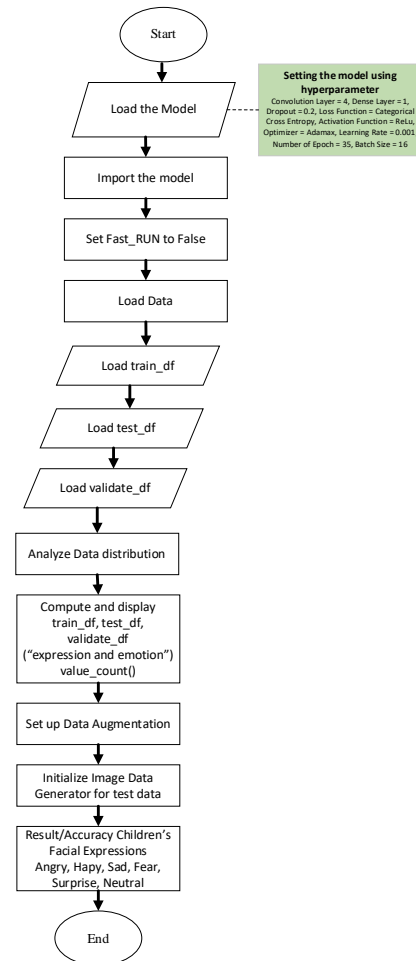 Start
Load the Model
Setting the model using
hyperparameter
Convolution Layer = 4, Dense Layer = 1,
Dropout = 0.2, Loss Function = Categorical
Cross Entropy, Activation Function = ReLu,
Optimizer = Adamax, Learning Rate = 0.001
Number of Epoch = 35, Batch Size = 16
Import the model
Set Fast_RUN to False
Load Data
Load train_df
Load test_df
Load validate_df
Analyze Data distribution
Compute and display
train_df, test_df,
validate_df
(“expression and emotion”)
value_count()
Set up Data Augmentation
Initialize Image Data
Generator for test data
Result/Accuracy Children’s
Facial Expressions
Angry, Hapy, Sad, Fear,
Surprise, Neutral
End